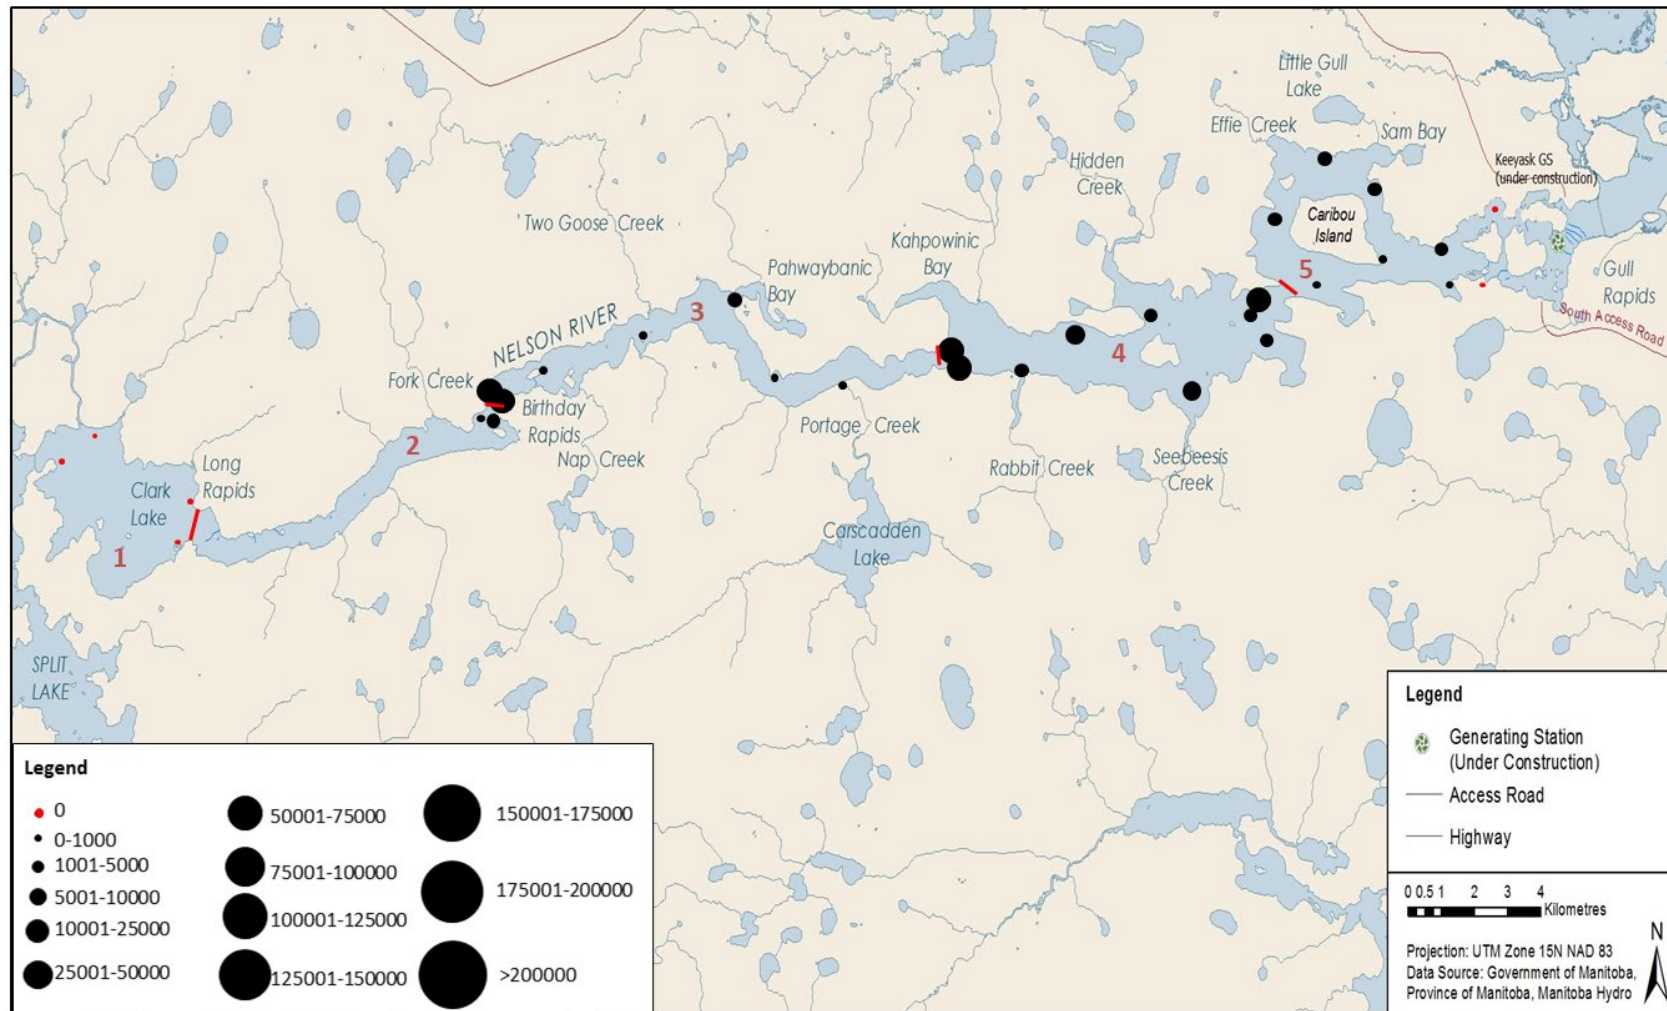 Little Gull
Lake
Effie Creek
Sam Bay
Keeyask GS
(under construction)
Hidden
Creek
Two Goose Creek
Caribou
Island
Kahpowinic
Bay
Pahwaybanic
Bay
5
Gull
Rapids
South Access Road
NELSON RIVER
3
4
Fork Creek
Birthday
Rapids
2
Portage Creek
Nap Creek
Rabbit Creek
Seebeesis
Creek
Long
Rapids
Clark
Lake
1
Carscadden
Lake
SPLIT
LAKE
Legend
0
0-1000
1001-5000
5001-10000
10001-25000
25001-50000
50001-75000
75001-100000
100001-125000
125001-150000
150001-175000
175001-200000
>200000
Legend
Generating Station
(Under Construction)
Access Road
Highway
0 0.5 1 2 3 4
Kilometres
N
Projection: UTM Zone 15N NAD 83
Data Source: Government of Manitoba,
Province of Manitoba, Manitoba Hydro